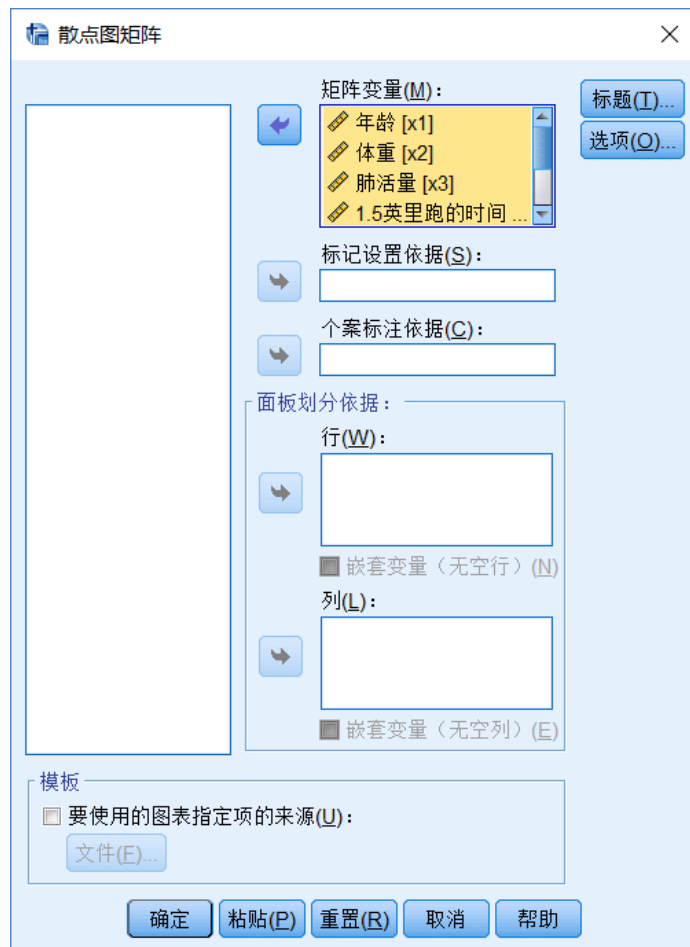 散点图矩阵
矩阵变量(M):
年龄 [x1]
体重 [x2]
肺活量 [x3]
1.5英里跑的时间 ...
标题(T)...
选项(O)...
标记设置依据(S):
个案标注依据(C):
面板划分依据:
行(W):
嵌套变量（无空行）(N)
列(L):
嵌套变量（无空列）(E)
模板
要使用的图表指定项的来源(U):
文件(F)...
确定 粘贴(P) 重置(R) 取消 帮助